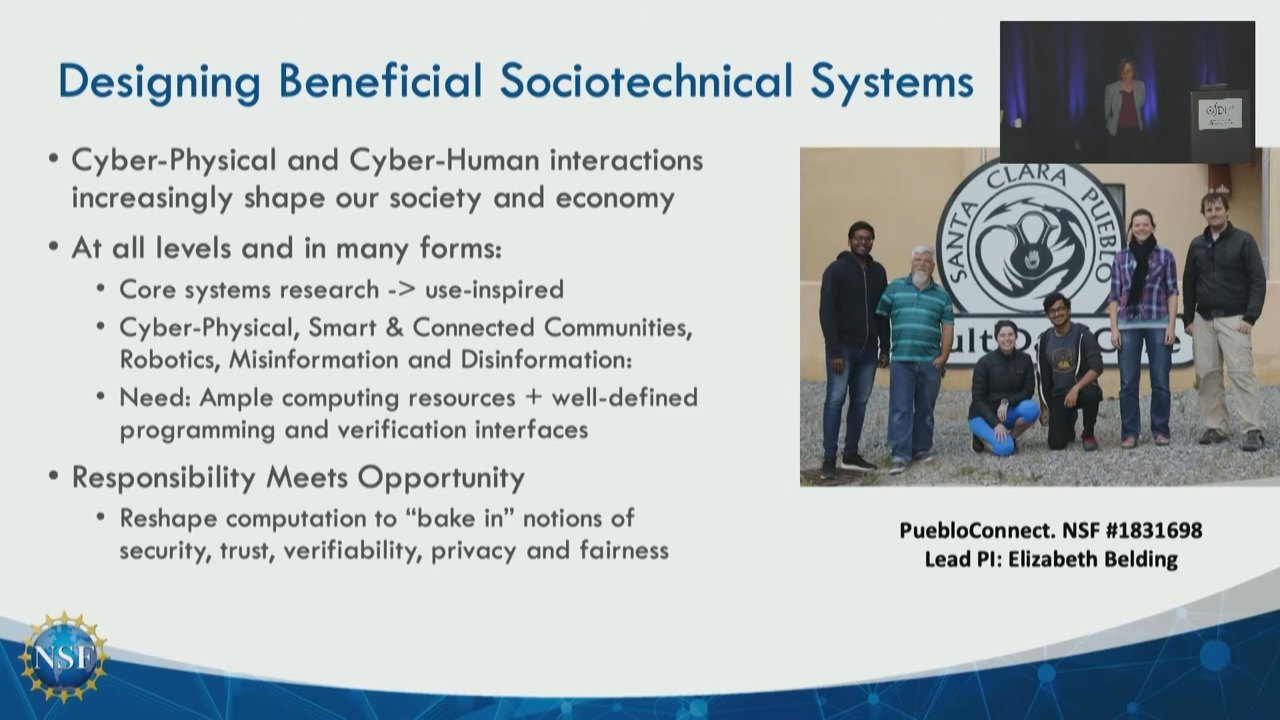 Designing Beneficial Sociotechnical Systems
• Cyber-Physical and Cyber-Human interactions
increasingly shape our society and economy
• At all levels and in many forms:
• Core systems research -> use-inspired
• Cyber-Physical, Smart & Connected Communities,
Robotics, Misinformation and Disinformation:
• Need: Ample computing resources + well-defined
programming and verification interfaces
• Responsibility Meets Opportunity
• Reshape computation to “bake in” notions of
security, trust, verifiability, privacy and fairness
SANTA CLARA PUEBLO
PuebloConnect. NSF #1831698
Lead PI: Elizabeth Belding
NSF